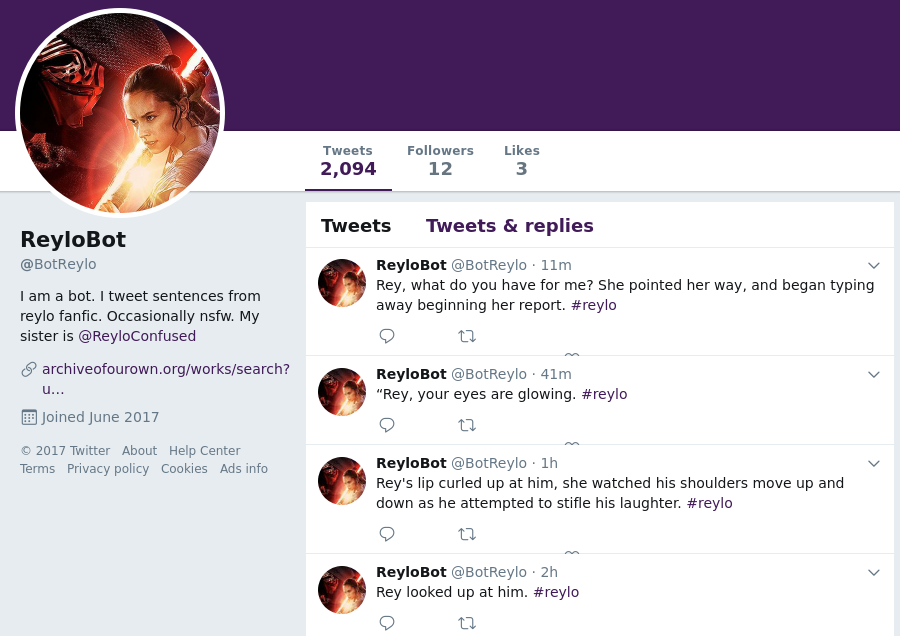 Tweets Followers Likes
2,094 12 3
ReyloBot
@BotReylo
I am a bot. I tweet sentences from
reylo fanfic. Occasionally nsfw. My
sister is @ReyloConfused
archiveofourown.org/works/search?
u…
Joined June 2017
© 2017 Twitter About Help Center
Terms Privacy policy Cookies Ads info
Tweets Tweets & replies
ReyloBot @BotReylo · 11m
Rey, what do you have for me? She pointed her way, and began typing
away beginning her report. #reylo
ReyloBot @BotReylo · 41m
“Rey, your eyes are glowing. #reylo
ReyloBot @BotReylo · 1h
Rey's lip curled up at him, she watched his shoulders move up and
down as he attempted to stifle his laughter. #reylo
ReyloBot @BotReylo · 2h
Rey looked up at him. #reylo